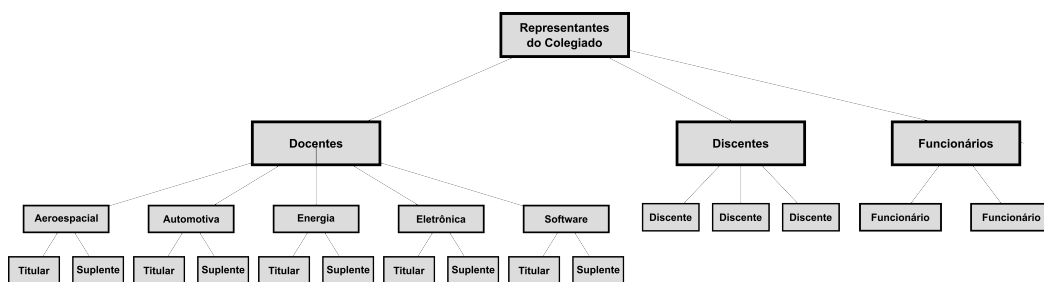 Representantes
do Colegiado
Docentes
Discentes
Funcionários
Aeroespacial
Automotiva
Energia
Eletrônica
Software
Discente
Discente
Discente
Funcionário
Funcionário
Titular
Suplente
Titular
Suplente
Titular
Suplente
Titular
Suplente
Titular
Suplente